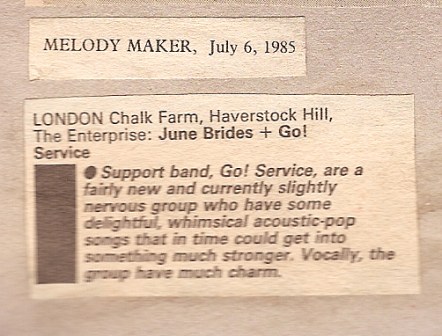 MELODY MAKER, July 6, 1985
LONDON Chalk Farm, Haverstock Hill,
The Enterprise: June Brides + Go!
Service
● Support band, Go! Service, are a
fairly new and currently slightly
nervous group who have some
delightful, whimsical acoustic-pop
songs that in time could get into
something much stronger. Vocally, the
group have much charm.